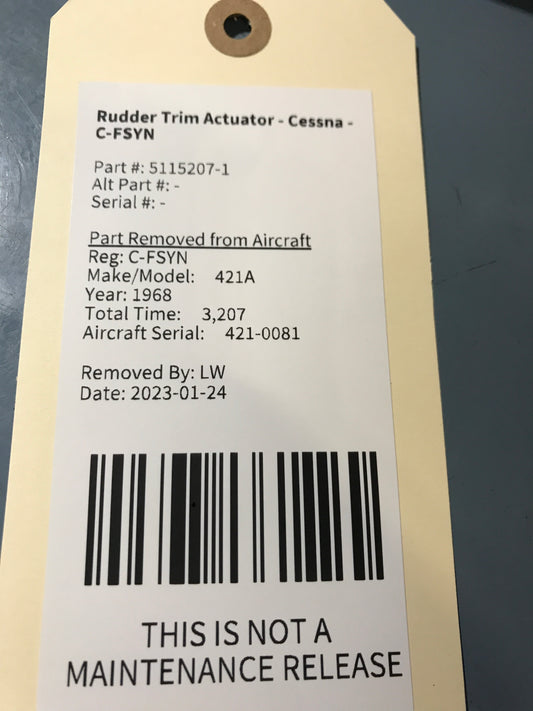 Rudder Trim Actuator - Cessna -
C-FSYN
Part #: 5115207-1
Alt Part #: -
Serial #: -
Part Removed from Aircraft
Reg: C-FSYN
Make/Model: 421A
Year: 1968
Total Time: 3,207
Aircraft Serial: 421-0081
Removed By: LW
Date: 2023-01-24
THIS IS NOT A
MAINTENANCE RELEASE